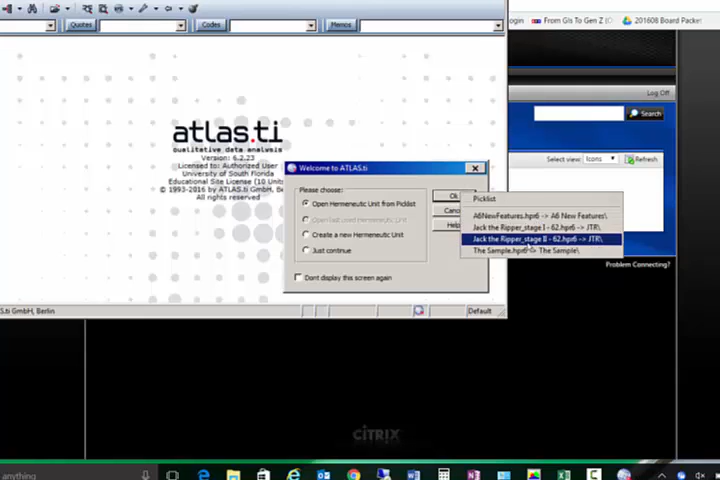 ogin
From GIs To Gen Z (
201608 Board Packet
Quotes
Codes
Memos
Log Off
Search
Select view:
Icons
Refresh
atlas.ti
qualitative data analysis
Version: 6.2.23
Licensed to: Authorized User
University of South Florida
Educational Site License (10 Units
© 1993-2016 by ATLAS.ti GmbH, B
All rights reserved
Welcome to ATLAS.ti
Please choose:
Open Hermeneutic Unit from Picklist
Open last used Hermeneutic Unit
Create a new Hermeneutic Unit
Just continue
Dont display this screen again
Ok
Canc
Help
Picklist
A6NewFeatures.hpr6 -> A6 New Features\
Jack the Ripper_stage I - 62.hpr6 -> JTR\
Jack the Ripper_stage II - 62.hpr6 -> JTR\
The Sample.hpr6 -> The Sample\
Problem Connecting?
S.ti GmbH, Berlin
Default
CITRIX
anything